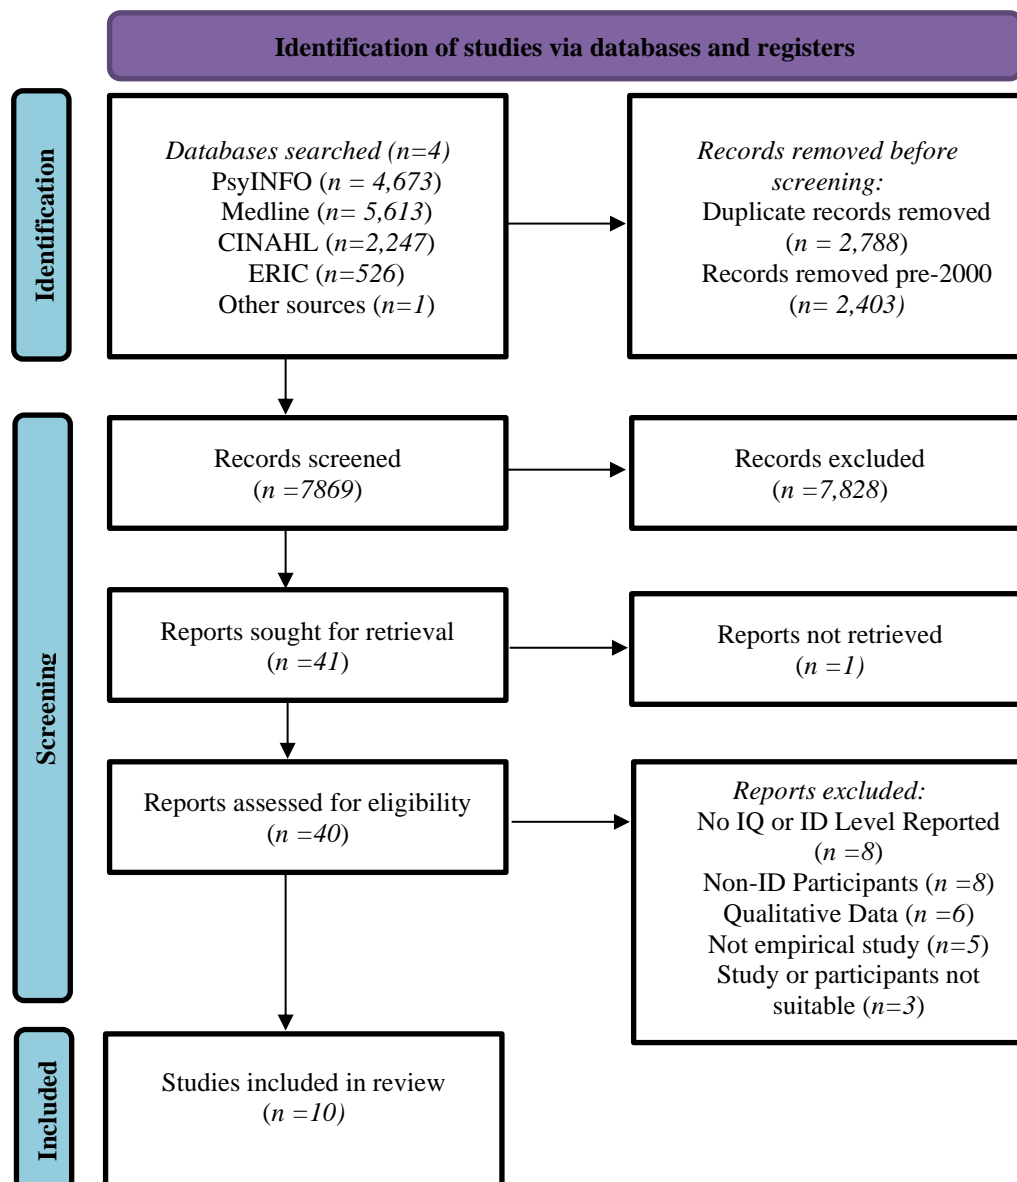 Identification of studies via databases and registers
Identification
Databases searched (n=4)
PsyINFO (n = 4,673)
Medline (n= 5,613)
CINAHL (n=2,247)
ERIC (n=526)
Other sources (n=1)
Records removed before
screening:
Duplicate records removed
(n = 2,788)
Records removed pre-2000
(n= 2,403)
Screening
Records screened
(n =7869)
Records excluded
(n =7,828)
Reports sought for retrieval
(n =41)
Reports not retrieved
(n =1)
Reports assessed for eligibility
(n =40)
Reports excluded:
No IQ or ID Level Reported
(n =8)
Non-ID Participants (n =8)
Qualitative Data (n =6)
Not empirical study (n=5)
Study or participants not
suitable (n=3)
Included
Studies included in review
(n =10)